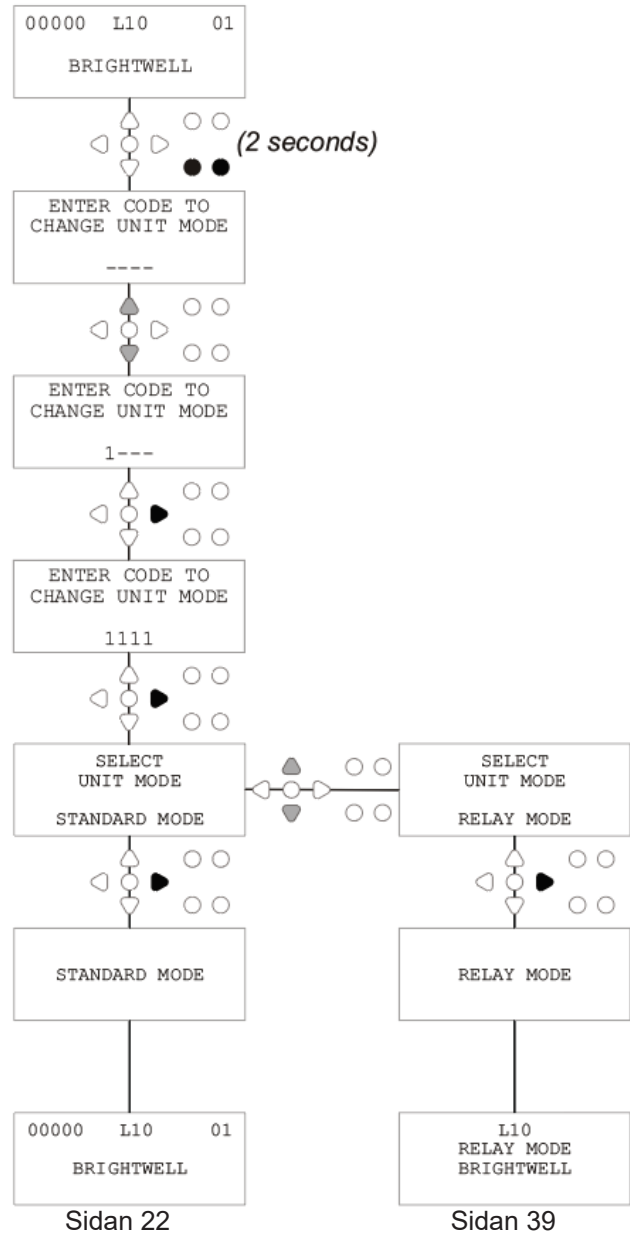 00000 L10 01
BRIGHTWELL
(2 seconds)
ENTER CODE TO
CHANGE UNIT MODE
----
ENTER CODE TO
CHANGE UNIT MODE
1---
ENTER CODE TO
CHANGE UNIT MODE
1111
SELECT
UNIT MODE
STANDARD MODE
SELECT
UNIT MODE
RELAY MODE
STANDARD MODE
RELAY MODE
00000 L10 01
BRIGHTWELL
L10
RELAY MODE
BRIGHTWELL
Sidan 22
Sidan 39